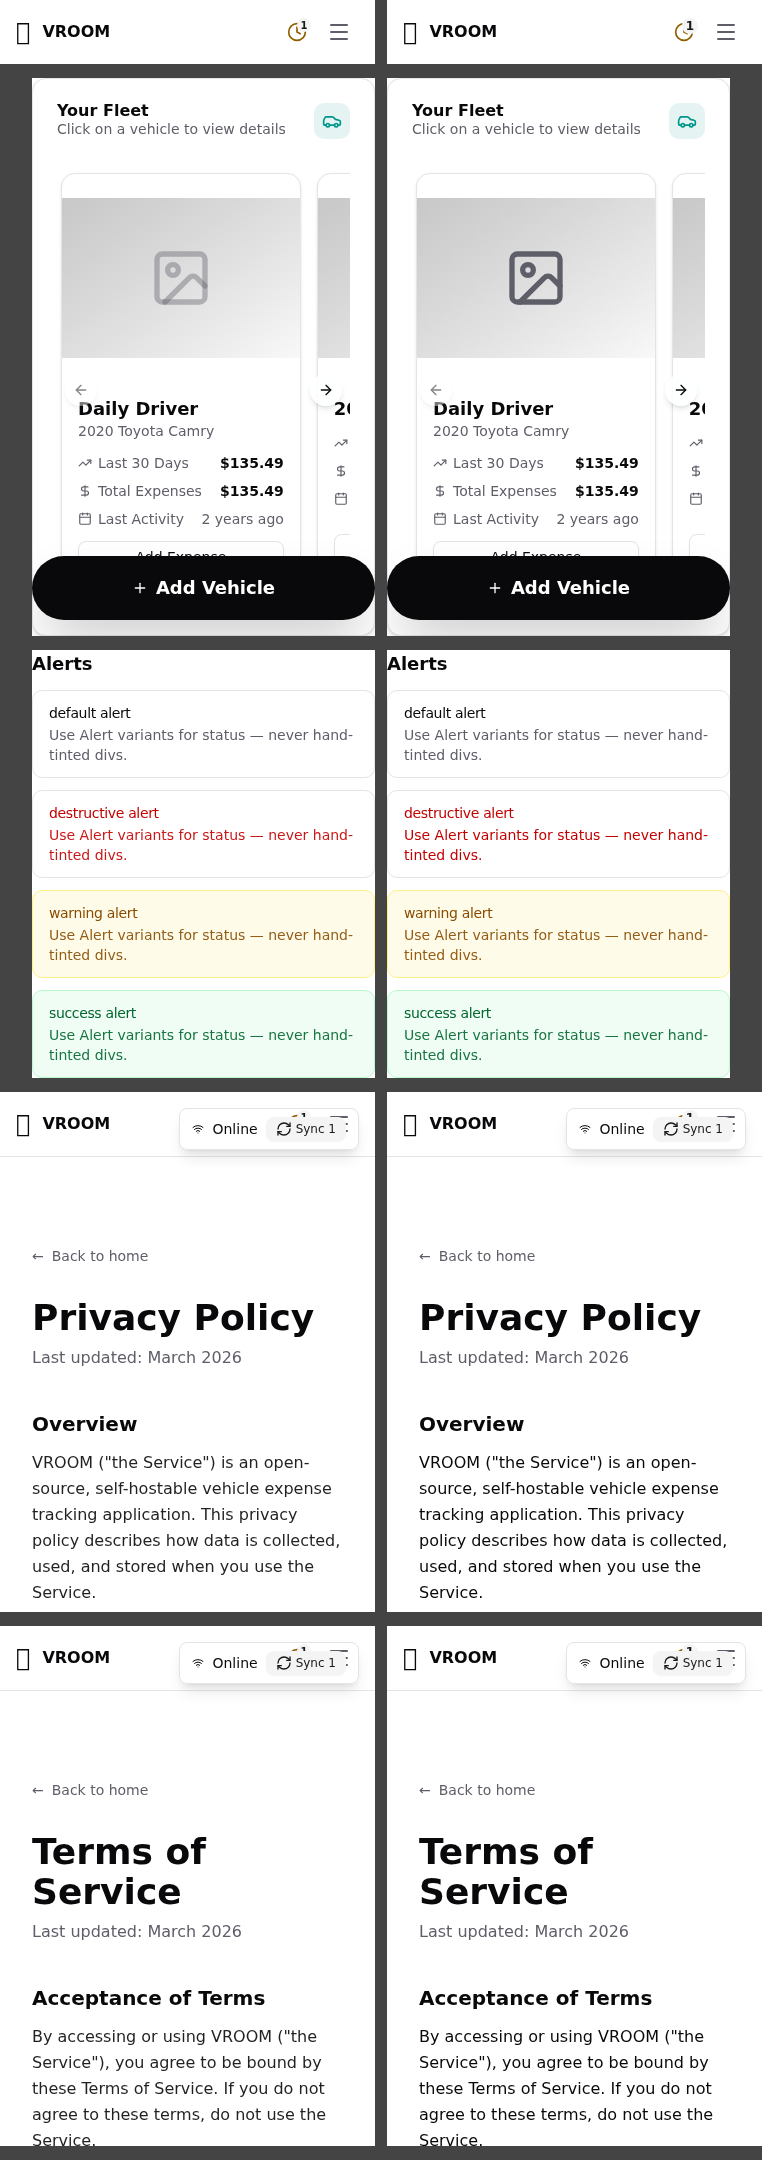 VROOM 1
VROOM 1
Your Fleet
Click on a vehicle to view details
Daily Driver
2020 Toyota Camry
Last 30 Days $135.49
Total Expenses $135.49
Last Activity 2 years ago
Add Expense
+ Add Vehicle
Your Fleet
Click on a vehicle to view details
Daily Driver
2020 Toyota Camry
Last 30 Days $135.49
Total Expenses $135.49
Last Activity 2 years ago
Add Expense
+ Add Vehicle
Alerts
default alert
Use Alert variants for status — never hand-
tinted divs.
destructive alert
Use Alert variants for status — never hand-
tinted divs.
warning alert
Use Alert variants for status — never hand-
tinted divs.
success alert
Use Alert variants for status — never hand-
tinted divs.
Alerts
default alert
Use Alert variants for status — never hand-
tinted divs.
destructive alert
Use Alert variants for status — never hand-
tinted divs.
warning alert
Use Alert variants for status — never hand-
tinted divs.
success alert
Use Alert variants for status — never hand-
tinted divs.
VROOM Online Sync 1
← Back to home
Privacy Policy
Last updated: March 2026
Overview
VROOM ("the Service") is an open-
source, self-hostable vehicle expense
tracking application. This privacy
policy describes how data is collected,
used, and stored when you use the
Service.
VROOM Online Sync 1
← Back to home
Privacy Policy
Last updated: March 2026
Overview
VROOM ("the Service") is an open-
source, self-hostable vehicle expense
tracking application. This privacy
policy describes how data is collected,
used, and stored when you use the
Service.
VROOM Online Sync 1
← Back to home
Terms of
Service
Last updated: March 2026
Acceptance of Terms
By accessing or using VROOM ("the
Service"), you agree to be bound by
these Terms of Service. If you do not
agree to these terms, do not use the
Service.
VROOM Online Sync 1
← Back to home
Terms of
Service
Last updated: March 2026
Acceptance of Terms
By accessing or using VROOM ("the
Service"), you agree to be bound by
these Terms of Service. If you do not
agree to these terms, do not use the
Service.